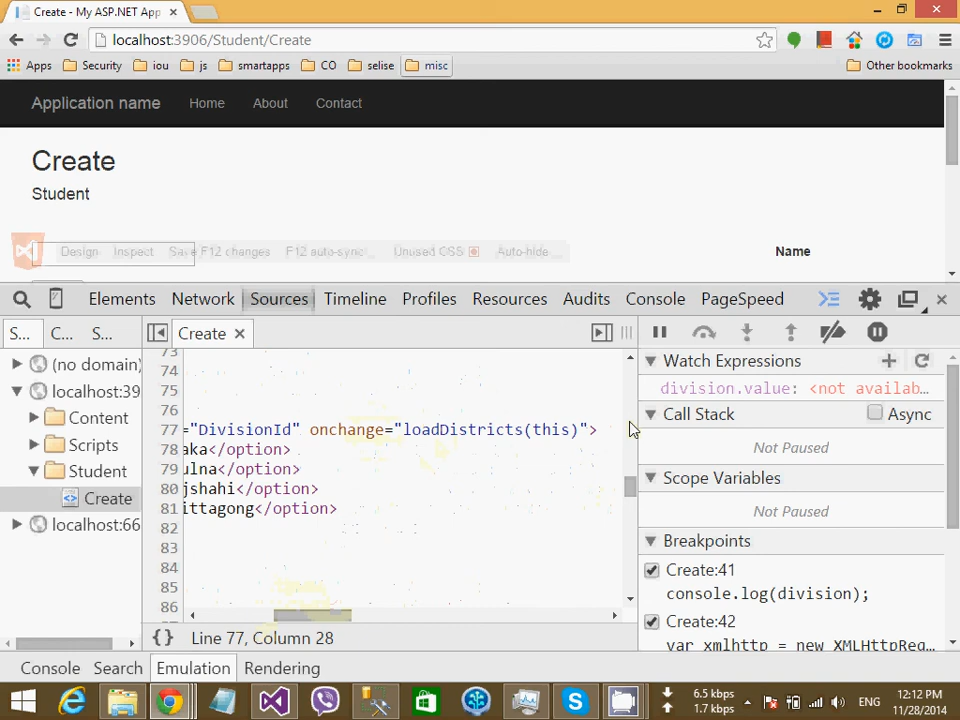 Create - My ASP.NET App
localhost:3906/Student/Create
Apps Security iou js smartapps CO selise misc Other bookmarks
Application name Home About Contact
Create
Student
Design Inspect Save F12 changes F12 auto-sync Unused CSS Auto-hide
Name
Elements Network Sources Timeline Profiles Resources Audits Console PageSpeed
S... C... S... Create
(no domain)
localhost:39
Content
Scripts
Student
Create
localhost:66
73
74
75
76
77 ="DivisionId" onchange="loadDistricts(this)">
78 aka</option>
79 ulna</option>
80 jshahi</option>
81 ittagong</option>
82
83
84
85
86
{} Line 77, Column 28
Watch Expressions
division.value: <not availab...
Call Stack Async
Not Paused
Scope Variables
Not Paused
Breakpoints
Create:41
console.log(division);
Create:42
var xmlhttp = new XMLHttpReq...
Console Search Emulation Rendering
6.5 kbps
1.7 kbps
ENG
12:12 PM
11/28/2014